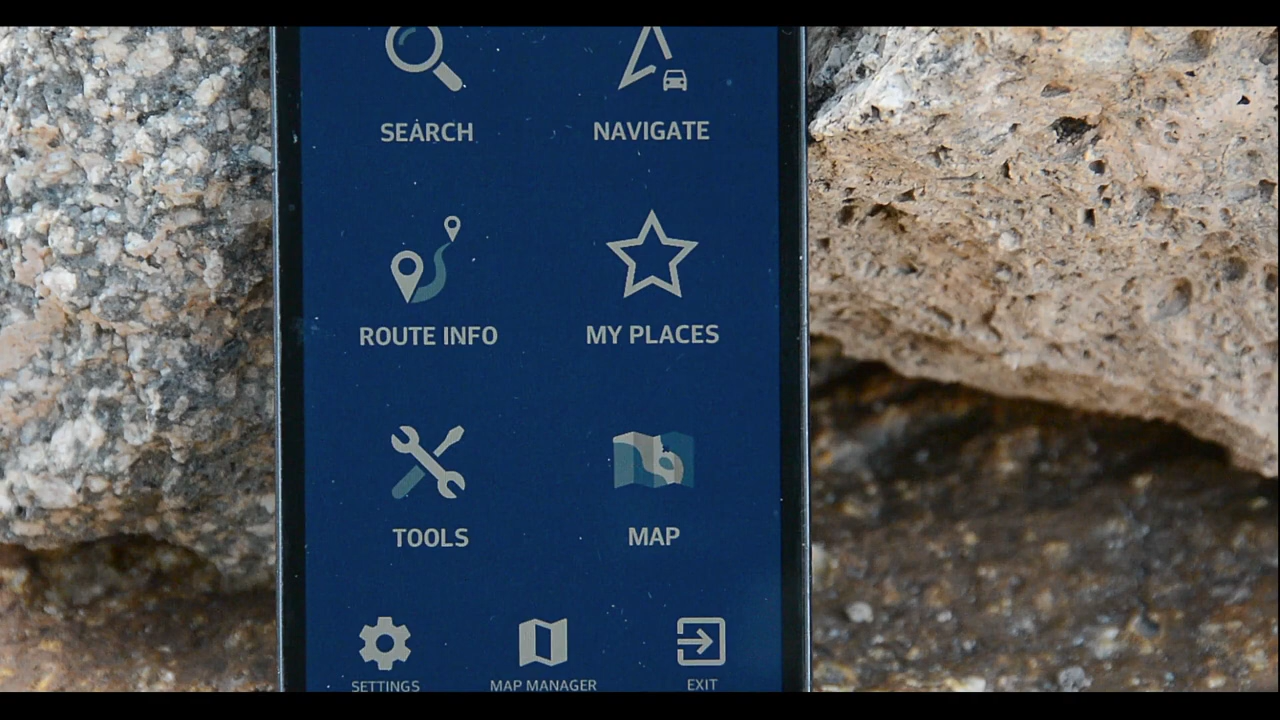 SEARCH
NAVIGATE
ROUTE INFO
MY PLACES
TOOLS
MAP
SETTINGS
MAP MANAGER
EXIT